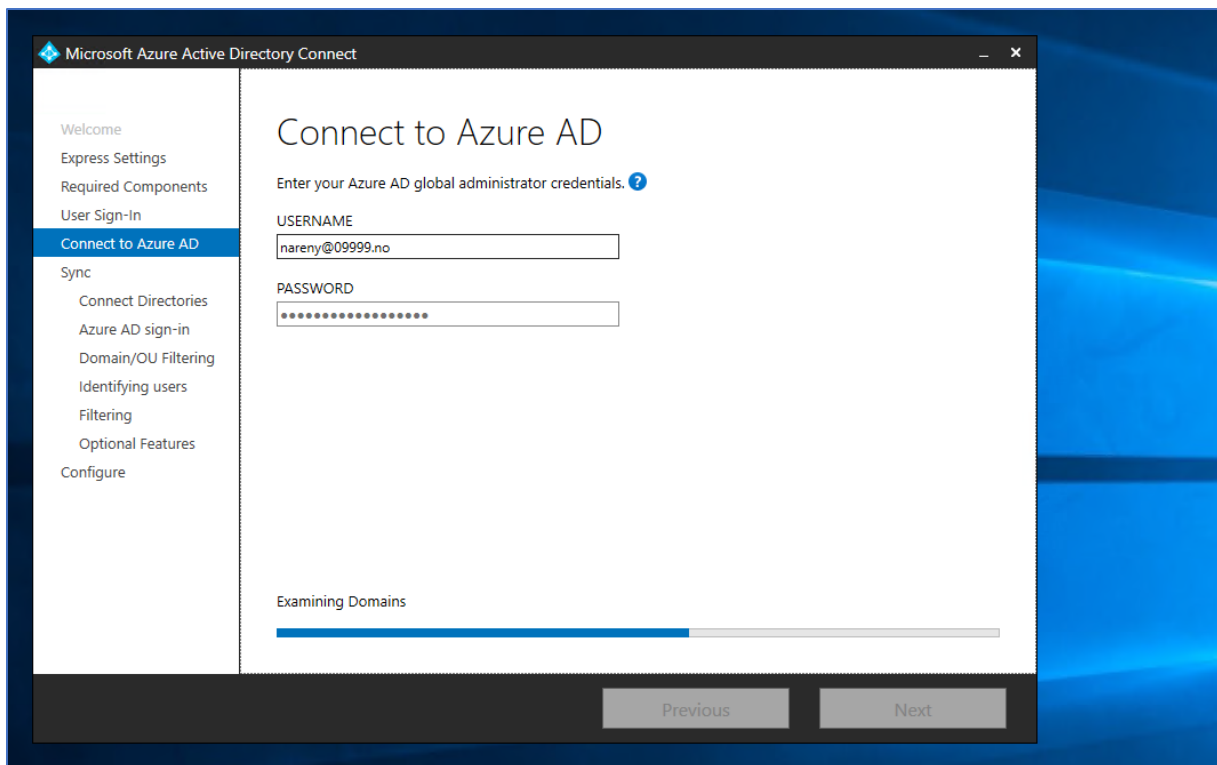 Microsoft Azure Active Directory Connect
Welcome
Express Settings
Required Components
User Sign-In
Connect to Azure AD
Sync
Connect Directories
Azure AD sign-in
Domain/OU Filtering
Identifying users
Filtering
Optional Features
Configure
Connect to Azure AD
Enter your Azure AD global administrator credentials. ?
USERNAME
nareny@09999.no
PASSWORD
••••••••••••••••••
Examining Domains
Previous
Next